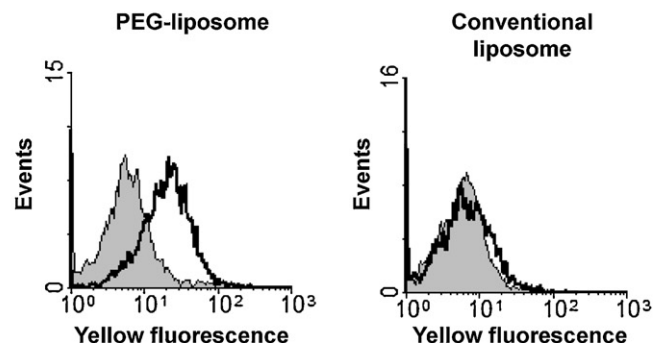 PEG-liposome
15
Events
0
10⁰ 10¹ 10² 10³
Yellow fluorescence
Conventional
liposome
16
Events
0
10⁰ 10¹ 10² 10³
Yellow fluorescence